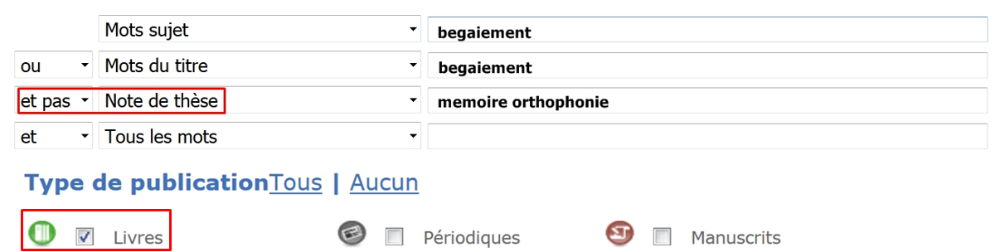 Mots sujet begaiement
ou Mots du titre begaiement
et pas Note de thèse memoire orthophonie
et Tous les mots
Type de publicationTous | Aucun
Livres Périodiques Manuscrits